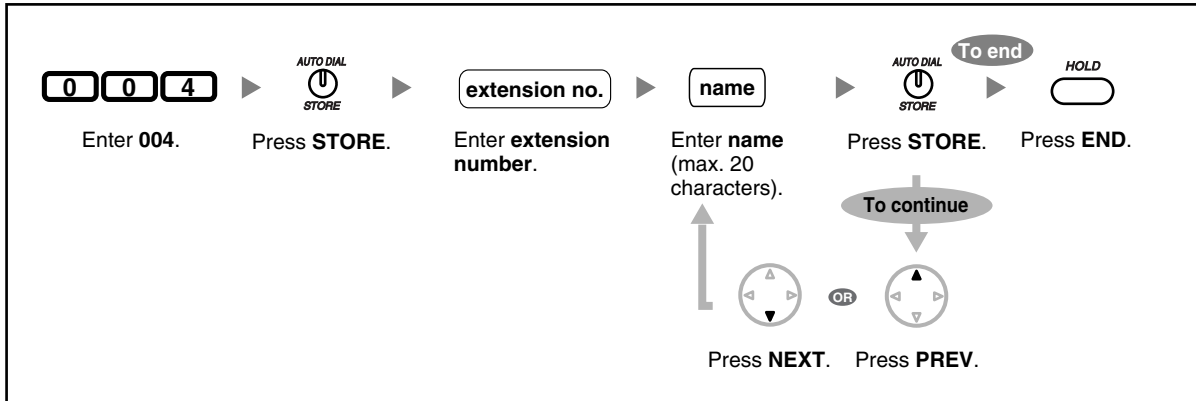 To end
AUTO DIAL
AUTO DIAL
HOLD
0 0 4
extension no.
name
STORE
STORE
Enter 004.
Press STORE.
Enter extension
number.
Enter name
(max. 20
characters).
Press STORE.
Press END.
To continue
OR
Press NEXT.
Press PREV.